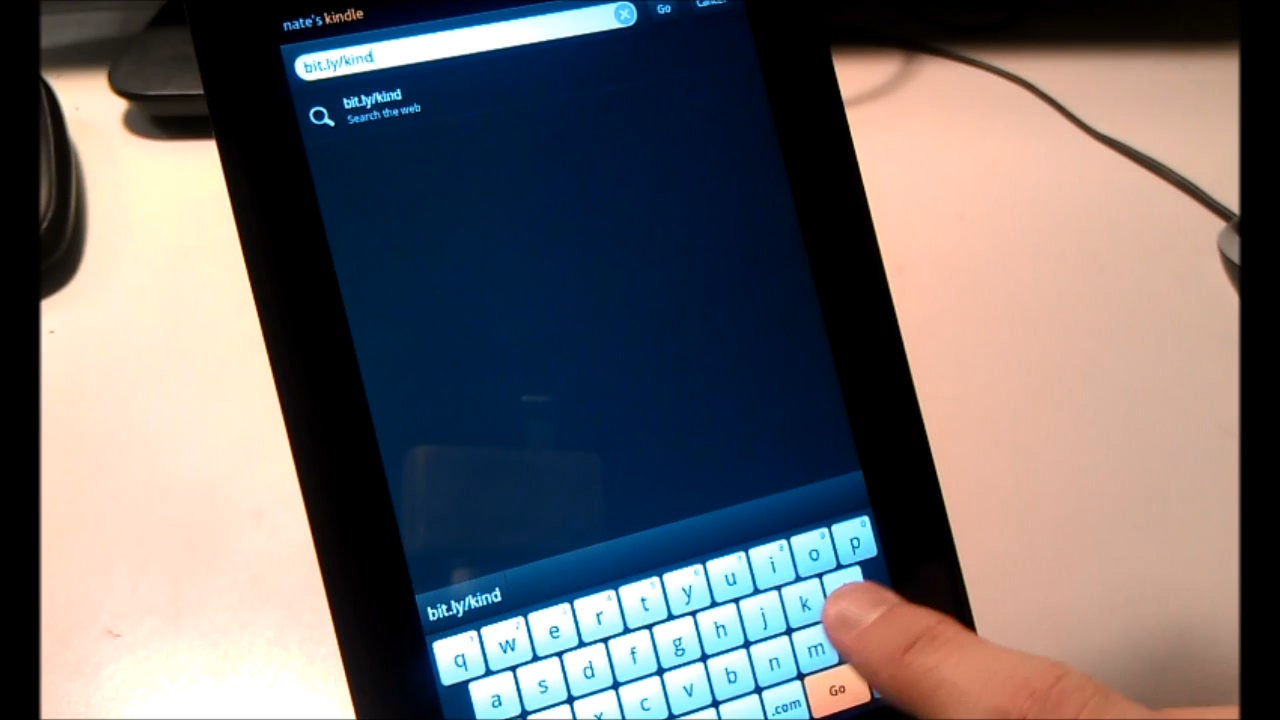 nate's kindle
bit.ly/kind
Go
Cancel
bit.ly/kind
Search the web
bit.ly/kind
q w e r t y u i o p
a s d f g h j k
c v b n m
.com Go